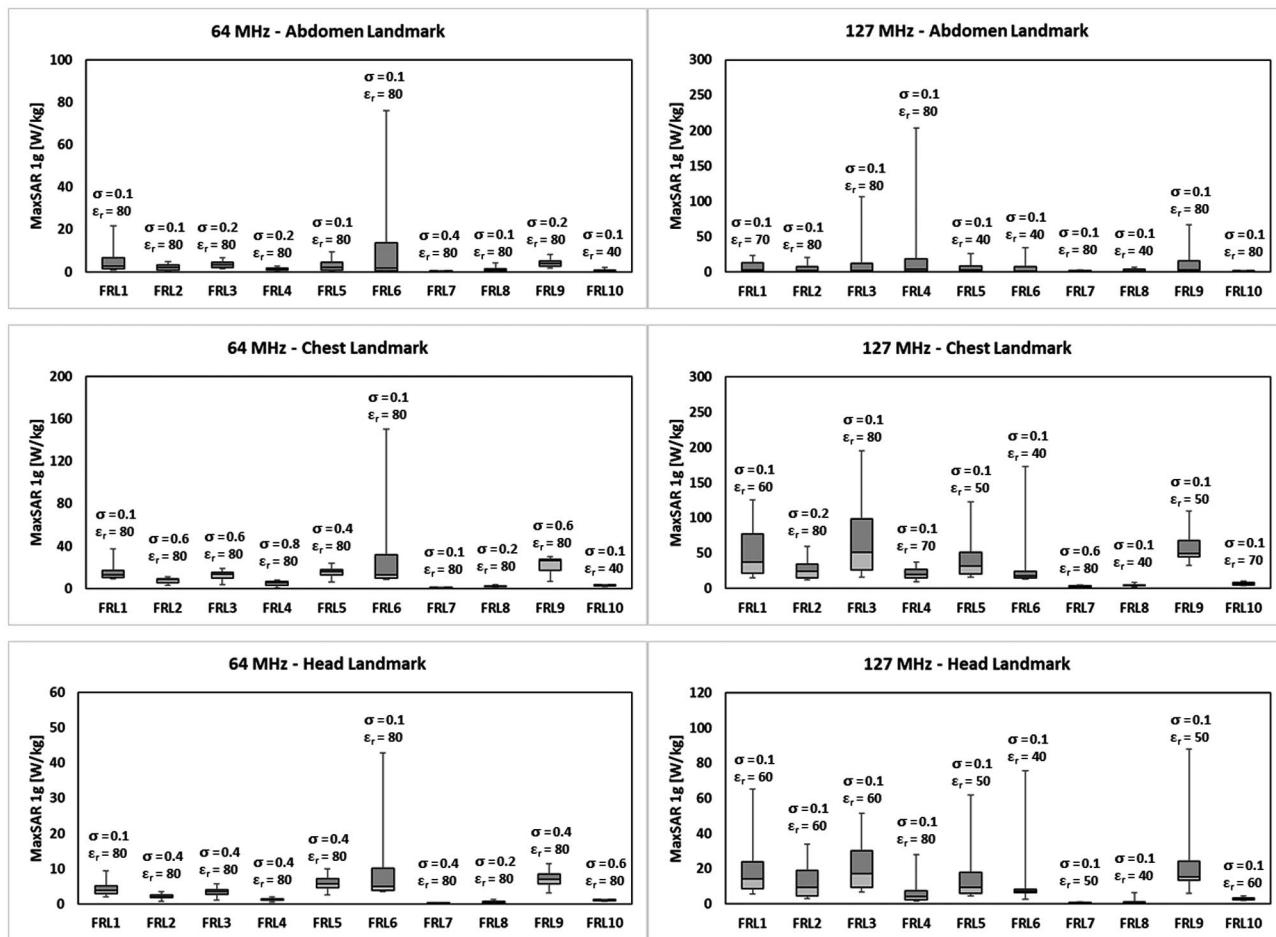 64 MHz - Abdomen Landmark
MaxSAR 1g [W/kg]
100
80
60
40
20
0
σ = 0.1
εr = 80
σ = 0.1
εr = 80
σ = 0.2
εr = 80
σ = 0.2
εr = 80
σ = 0.1
εr = 80
σ = 0.1
εr = 80
σ = 0.4
εr = 80
σ = 0.1
εr = 80
σ = 0.2
εr = 80
σ = 0.1
εr = 40
FRL1 FRL2 FRL3 FRL4 FRL5 FRL6 FRL7 FRL8 FRL9 FRL10
127 MHz - Abdomen Landmark
MaxSAR 1g [W/kg]
300
250
200
150
100
50
0
σ = 0.1
εr = 70
σ = 0.1
εr = 80
σ = 0.1
εr = 80
σ = 0.1
εr = 80
σ = 0.1
εr = 40
σ = 0.1
εr = 40
σ = 0.1
εr = 80
σ = 0.1
εr = 40
σ = 0.1
εr = 80
σ = 0.1
εr = 80
FRL1 FRL2 FRL3 FRL4 FRL5 FRL6 FRL7 FRL8 FRL9 FRL10
64 MHz - Chest Landmark
MaxSAR 1g [W/kg]
200
160
120
80
40
0
σ = 0.1
εr = 80
σ = 0.6
εr = 80
σ = 0.6
εr = 80
σ = 0.8
εr = 80
σ = 0.4
εr = 80
σ = 0.1
εr = 80
σ = 0.1
εr = 80
σ = 0.2
εr = 80
σ = 0.6
εr = 80
σ = 0.1
εr = 40
FRL1 FRL2 FRL3 FRL4 FRL5 FRL6 FRL7 FRL8 FRL9 FRL10
127 MHz - Chest Landmark
MaxSAR 1g [W/kg]
300
250
200
150
100
50
0
σ = 0.1
εr = 60
σ = 0.2
εr = 80
σ = 0.1
εr = 80
σ = 0.1
εr = 70
σ = 0.1
εr = 50
σ = 0.1
εr = 40
σ = 0.6
εr = 80
σ = 0.1
εr = 40
σ = 0.1
εr = 50
σ = 0.1
εr = 70
FRL1 FRL2 FRL3 FRL4 FRL5 FRL6 FRL7 FRL8 FRL9 FRL10
64 MHz - Head Landmark
MaxSAR 1g [W/kg]
60
50
40
30
20
10
0
σ = 0.1
εr = 80
σ = 0.4
εr = 80
σ = 0.4
εr = 80
σ = 0.4
εr = 80
σ = 0.4
εr = 80
σ = 0.1
εr = 80
σ = 0.4
εr = 80
σ = 0.2
εr = 80
σ = 0.4
εr = 80
σ = 0.6
εr = 80
FRL1 FRL2 FRL3 FRL4 FRL5 FRL6 FRL7 FRL8 FRL9 FRL10
127 MHz - Head Landmark
MaxSAR 1g [W/kg]
120
100
80
60
40
20
0
σ = 0.1
εr = 60
σ = 0.1
εr = 60
σ = 0.1
εr = 60
σ = 0.1
εr = 80
σ = 0.1
εr = 50
σ = 0.1
εr = 40
σ = 0.1
εr = 50
σ = 0.1
εr = 40
σ = 0.1
εr = 50
σ = 0.1
εr = 60
FRL1 FRL2 FRL3 FRL4 FRL5 FRL6 FRL7 FRL8 FRL9 FRL10